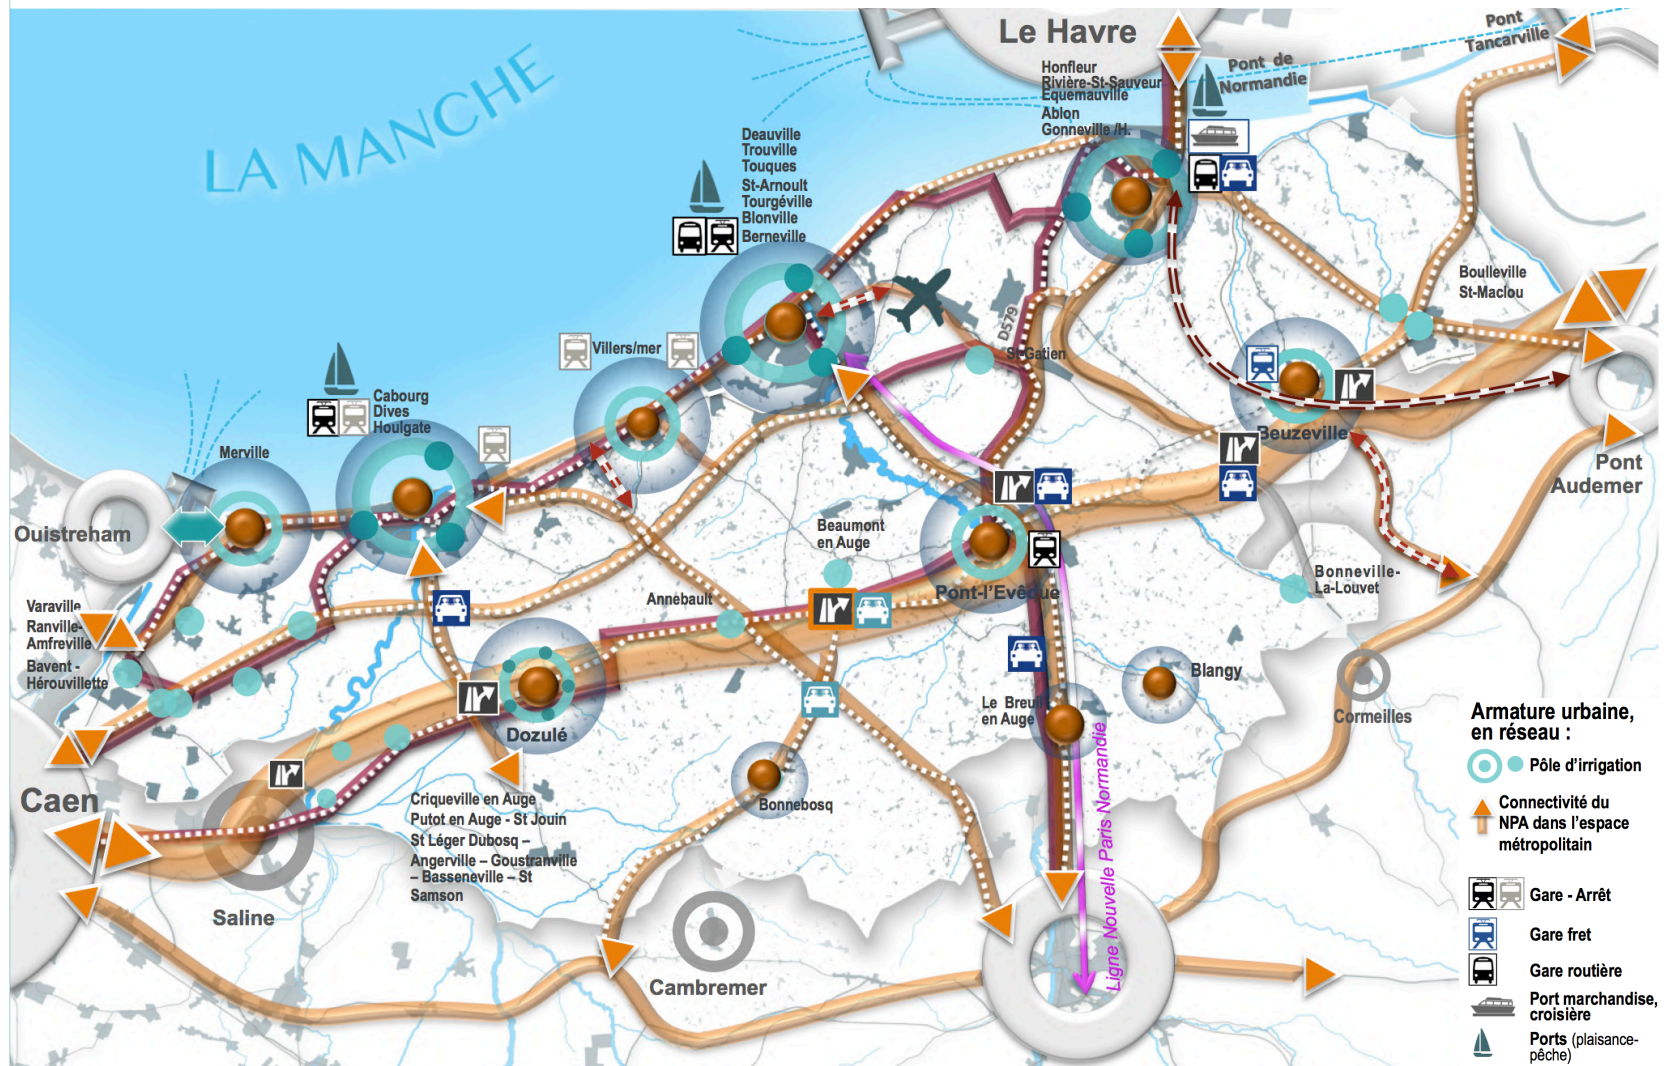 Le Havre
Pont
Tancarville
Pont de
Normandie
Honfleur
Rivière-St-Sauveur
Equemauville
Ablon
Gonneville /H.
LA MANCHE
Deauville
Trouville
Touques
St-Arnoult
Tourgéville
Blonville
Berneville
Boulleville
St-Maclou
D579
St-Gatien
Villers/mer
Cabourg
Dives
Houlgate
Merville
Beuzeville
Pont
Audemer
Ouistreham
Beaumont
en Auge
Pont-l'Evêque
Bonneville-
La-Louvet
Annebault
Varaville
Ranville-
Amfreville
Bavent -
Hérouvillette
Blangy
Le Breuil
en Auge
Cormeilles
Dozulé
Bonnebosq
Caen
Criqueville en Auge
Putot en Auge - St Jouin
St Léger Dubosq –
Angerville – Goustranville
– Basseneville – St
Samson
Saline
Cambremer
Ligne Nouvelle Paris Normandie
Armature urbaine,
en réseau :
Pôle d'irrigation
Connectivité du
NPA dans l'espace
métropolitain
Gare - Arrêt
Gare fret
Gare routière
Port marchandise,
croisière
Ports (plaisance-
pêche)